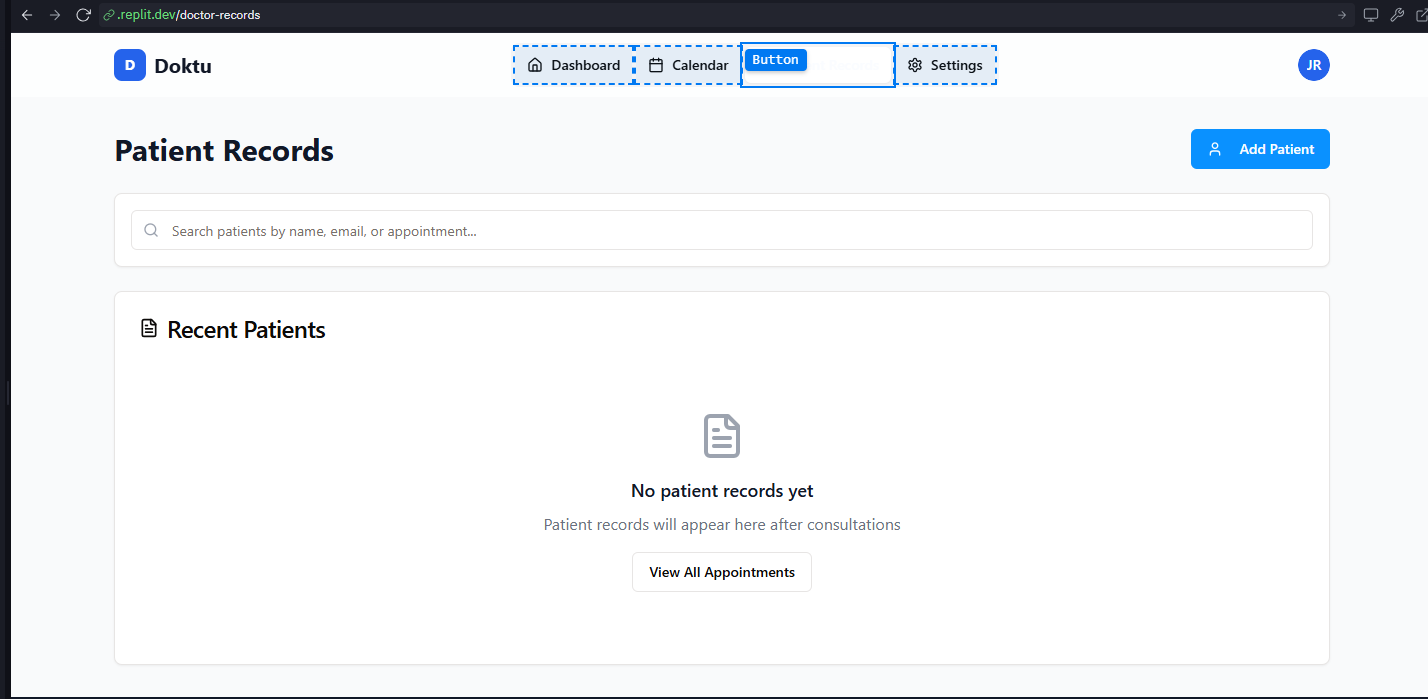 .replit.dev/doctor-records
D Doktu
Dashboard Calendar Button Settings
JR
Patient Records
Add Patient
Search patients by name, email, or appointment...
Recent Patients
No patient records yet
Patient records will appear here after consultations
View All Appointments